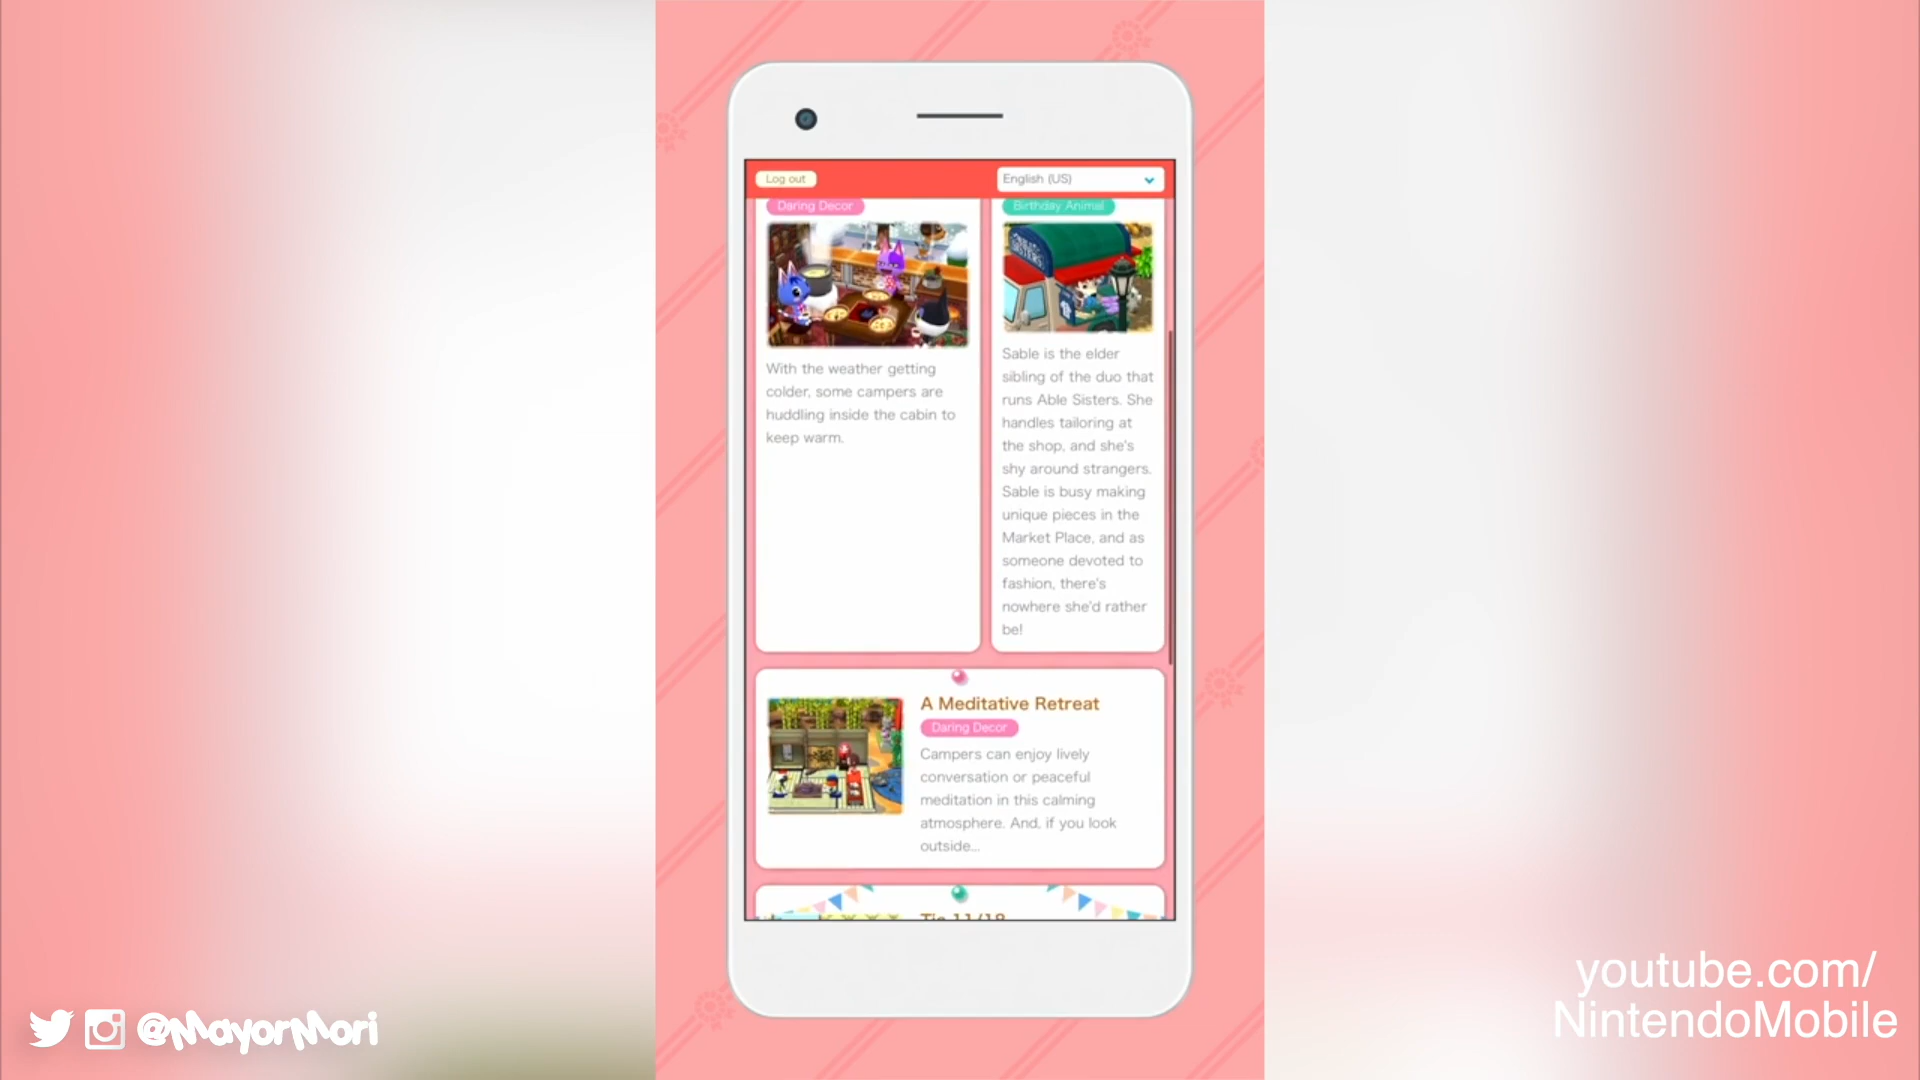 Log out
English (US)
Daring Decor
With the weather getting
colder, some campers are
huddling inside the cabin to
keep warm.
Birthday Animal
Sable is the elder
sibling of the duo that
runs Able Sisters. She
handles tailoring at
the shop, and she's
shy around strangers.
Sable is busy making
unique pieces in the
Market Place, and as
someone devoted to
fashion, there's
nowhere she'd rather
be!
A Meditative Retreat
Daring Decor
Campers can enjoy lively
conversation or peaceful
meditation in this calming
atmosphere. And, if you look
outside...
11/18
@MayorMori
youtube.com/
NintendoMobile